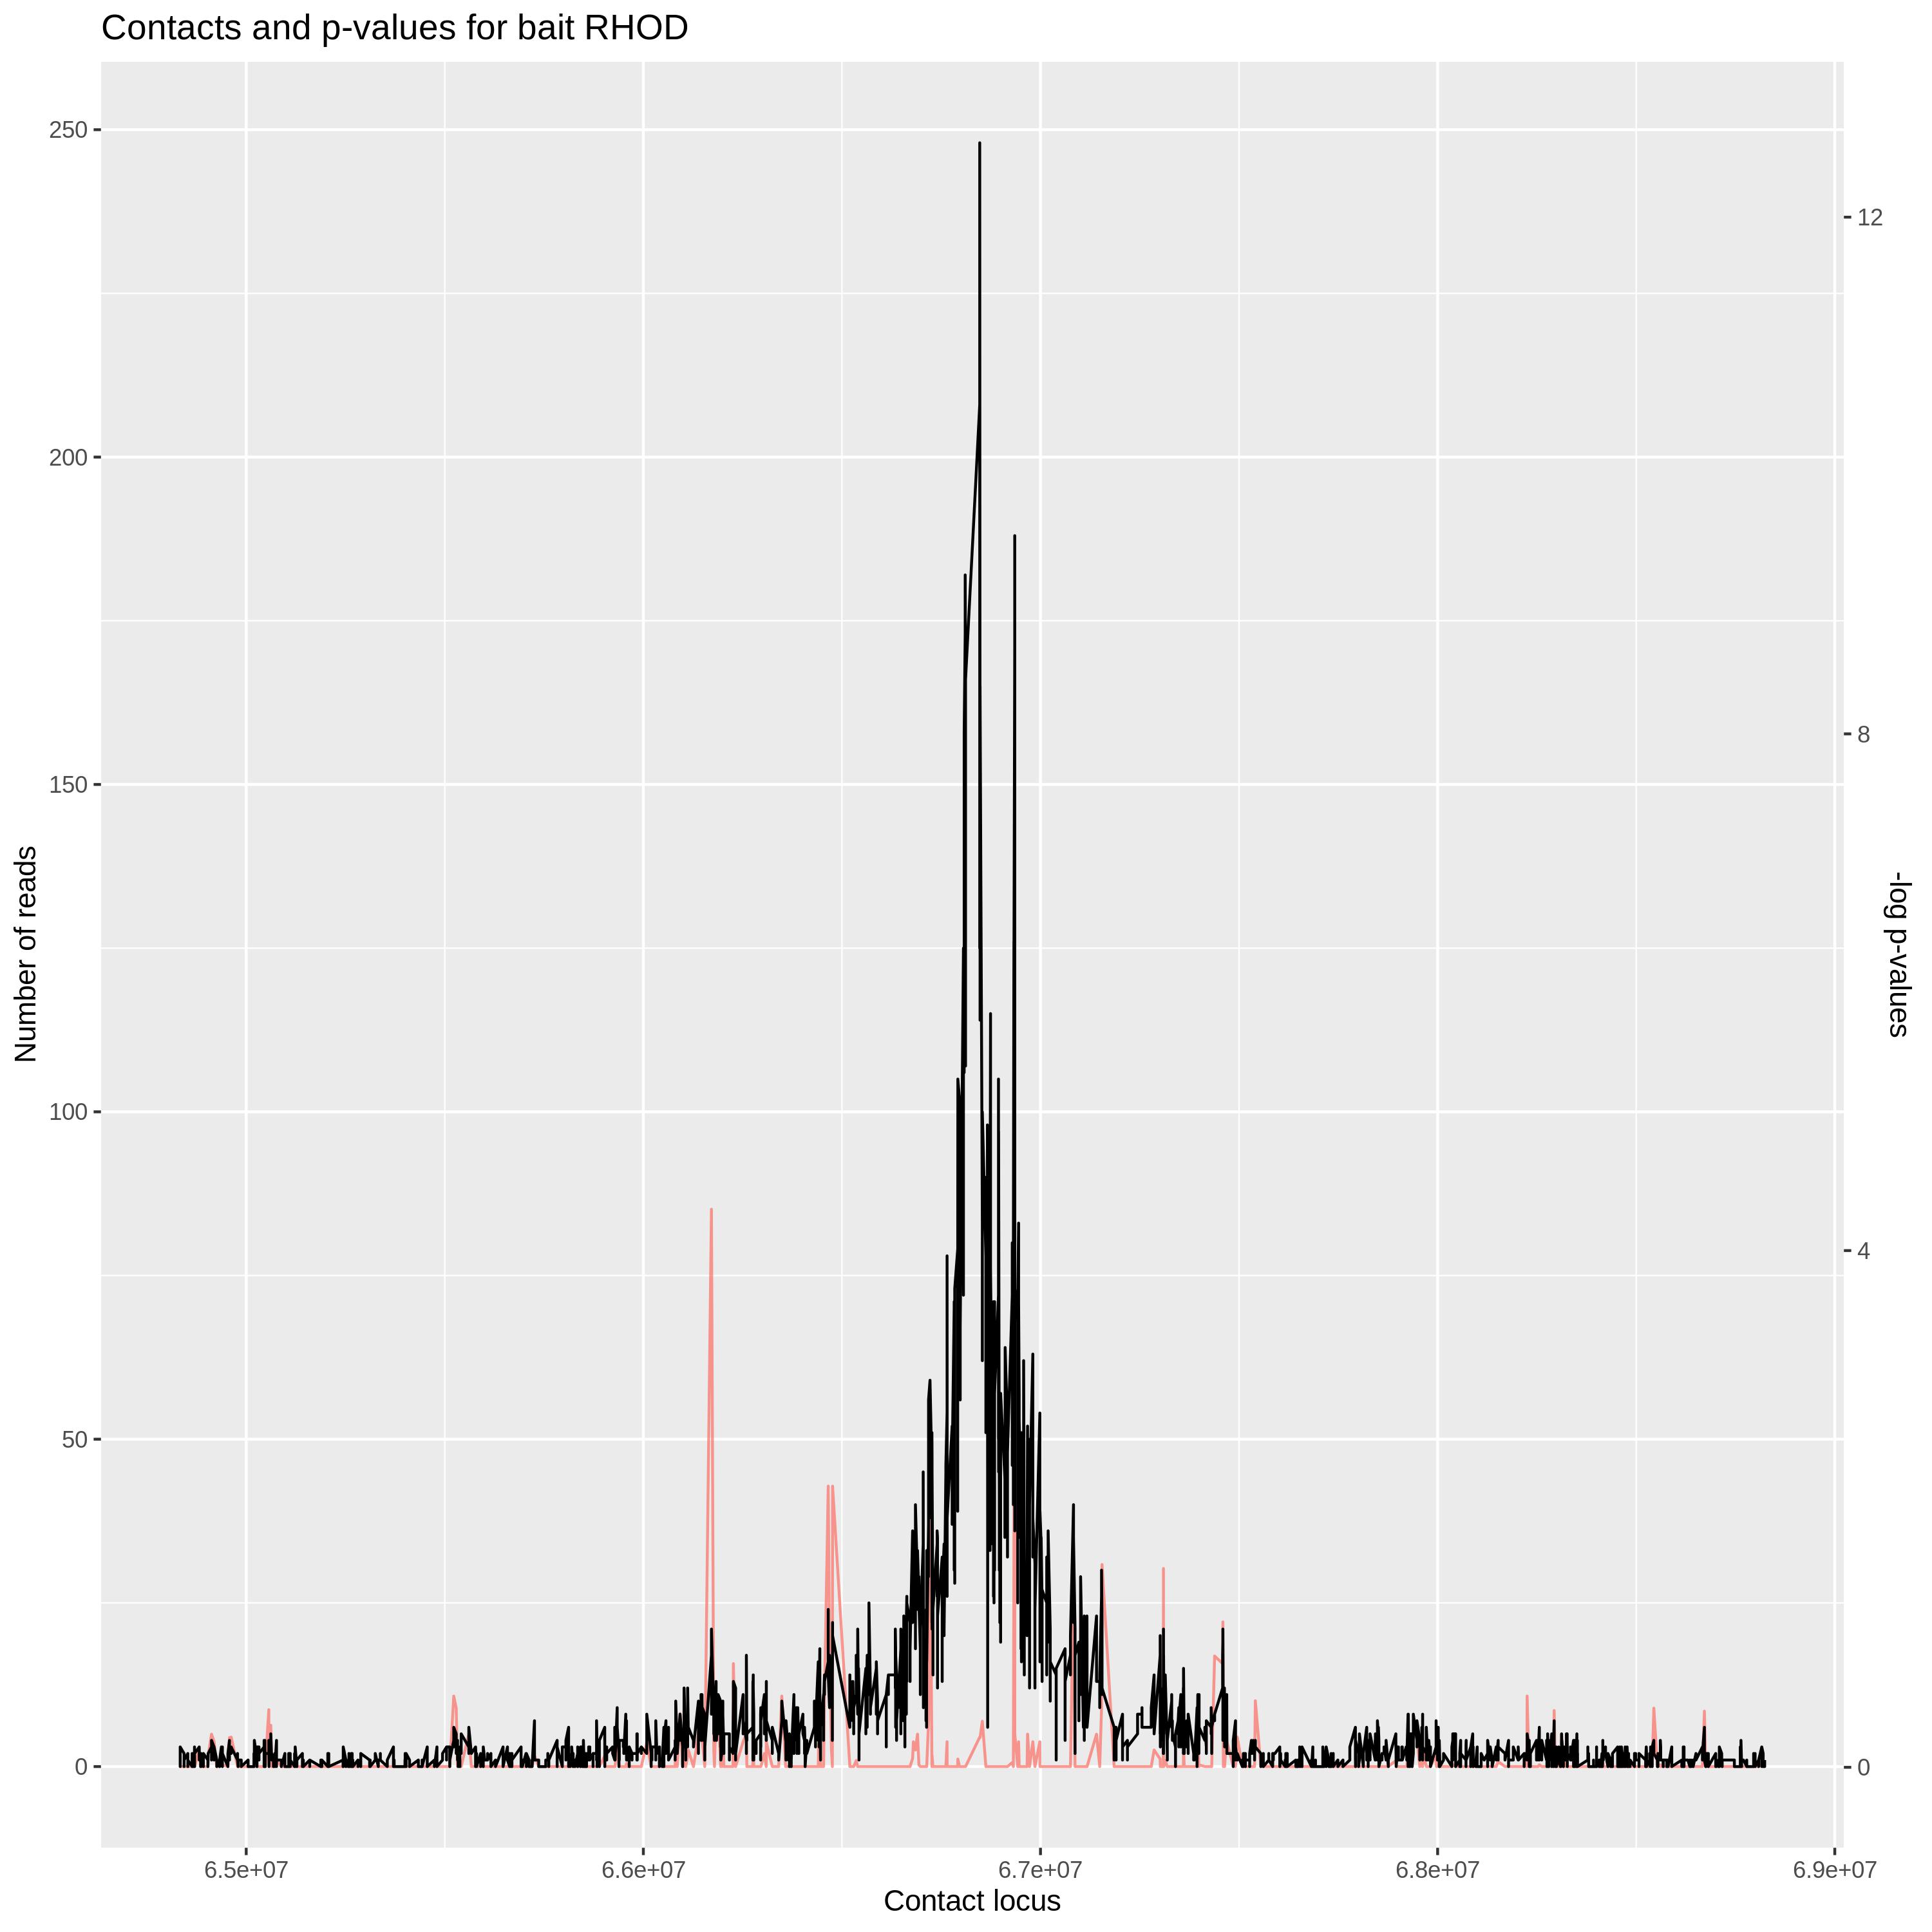 Contacts and p-values for bait RHOD
250
200
150
100
50
0
Number of reads
12
8
4
0
-log p-values
6.5e+07
6.6e+07
6.7e+07
6.8e+07
6.9e+07
Contact locus